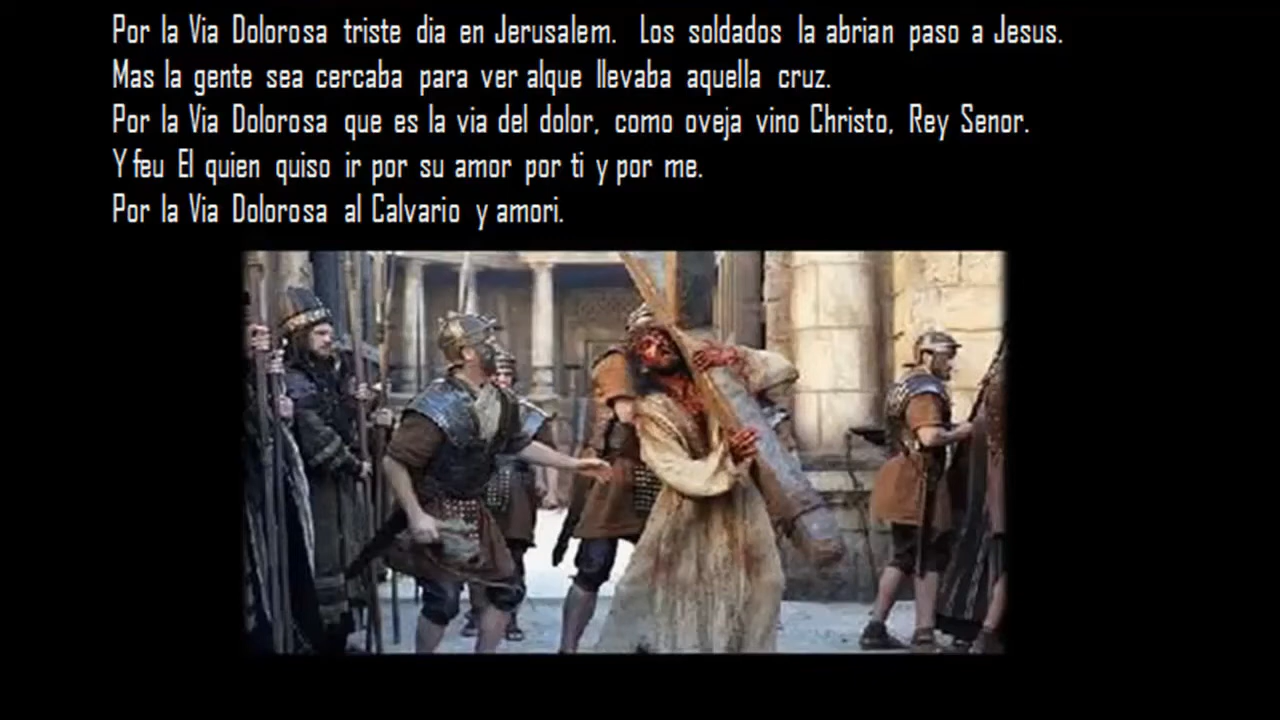 Por la Via Dolorosa triste dia en Jerusalem. Los soldados la abrian paso a Jesus.
Mas la gente sea cercaba para ver alque llevaba aquella cruz.
Por la Via Dolorosa que es la via del dolor, como oveja vino Christo, Rey Senor.
Y feu El quien quiso ir por su amor por ti y por me.
Por la Via Dolorosa al Calvario y amori.